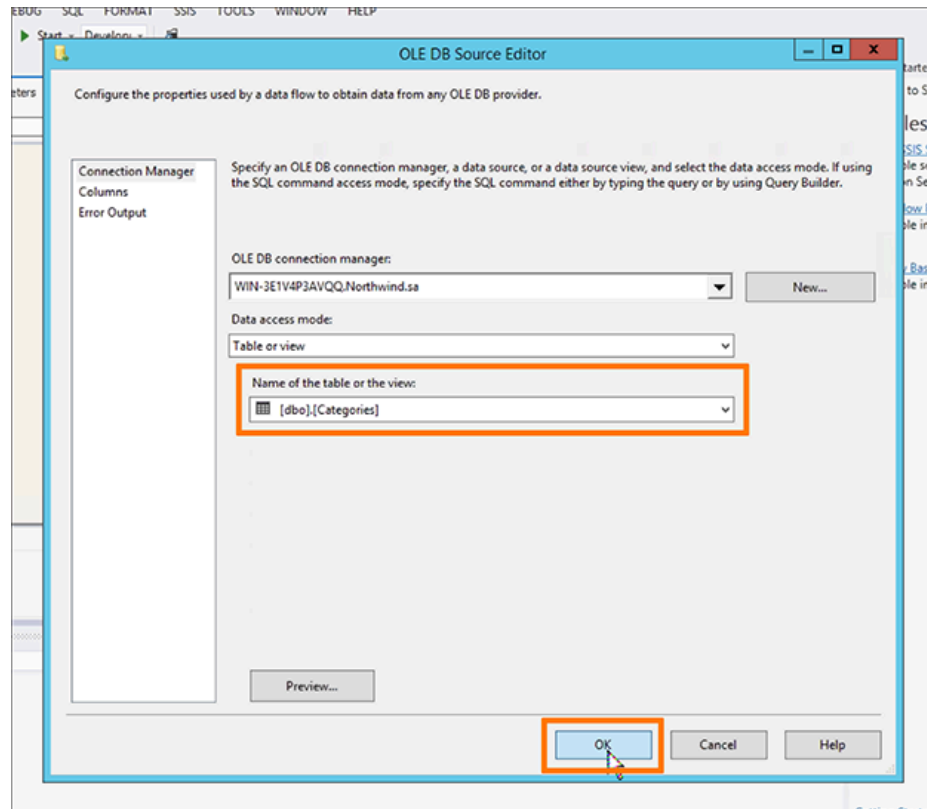 EBUG SQL FORMAT SSIS TOOLS WINDOW HELP
Start Develop
OLE DB Source Editor
Configure the properties used by a data flow to obtain data from any OLE DB provider.
Connection Manager
Columns
Error Output
Specify an OLE DB connection manager, a data source, or a data source view, and select the data access mode. If using
the SQL command access mode, specify the SQL command either by typing the query or by using Query Builder.
OLE DB connection manager:
WIN-3E1V4P3AVQQ.Northwind.sa
New...
Data access mode:
Table or view
Name of the table or the view:
[dbo].[Categories]
Preview...
OK
Cancel
Help